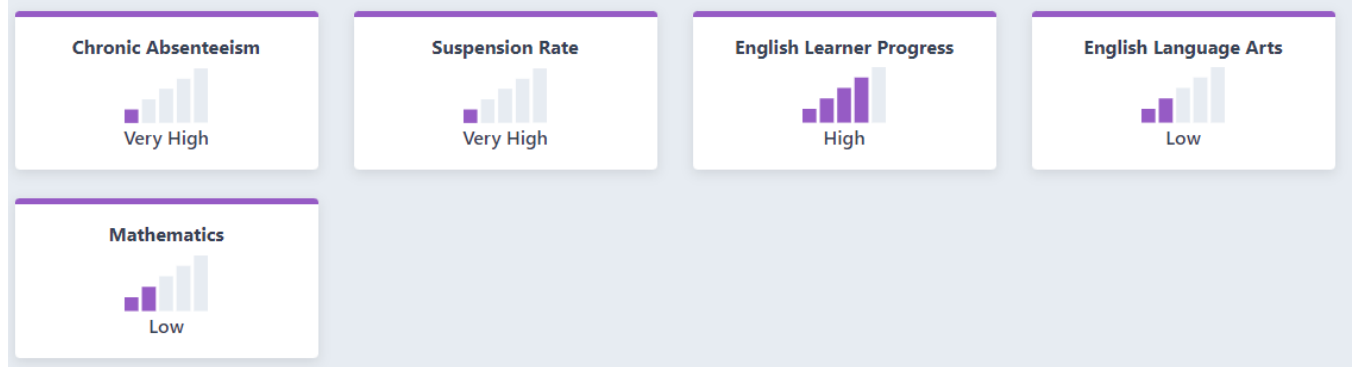 Chronic Absenteeism
Very High
Suspension Rate
Very High
English Learner Progress
High
English Language Arts
Low
Mathematics
Low